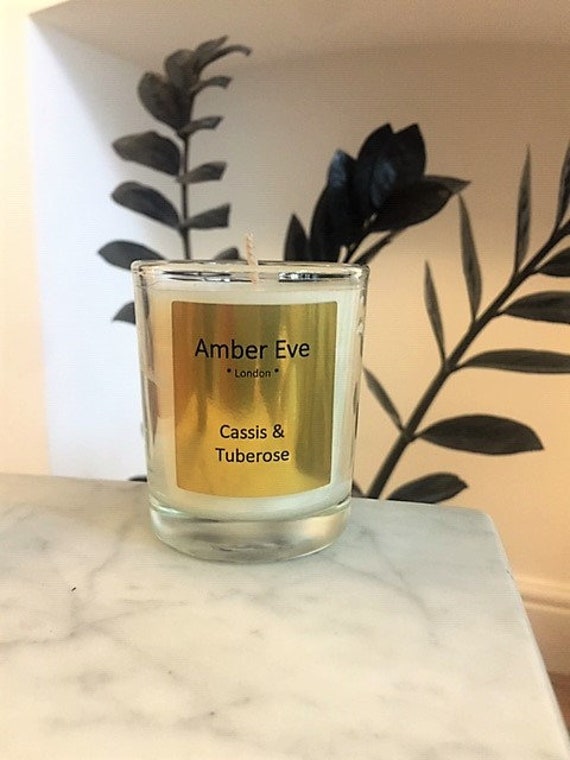 Amber Eve
* London *
Cassis &
Tuberose